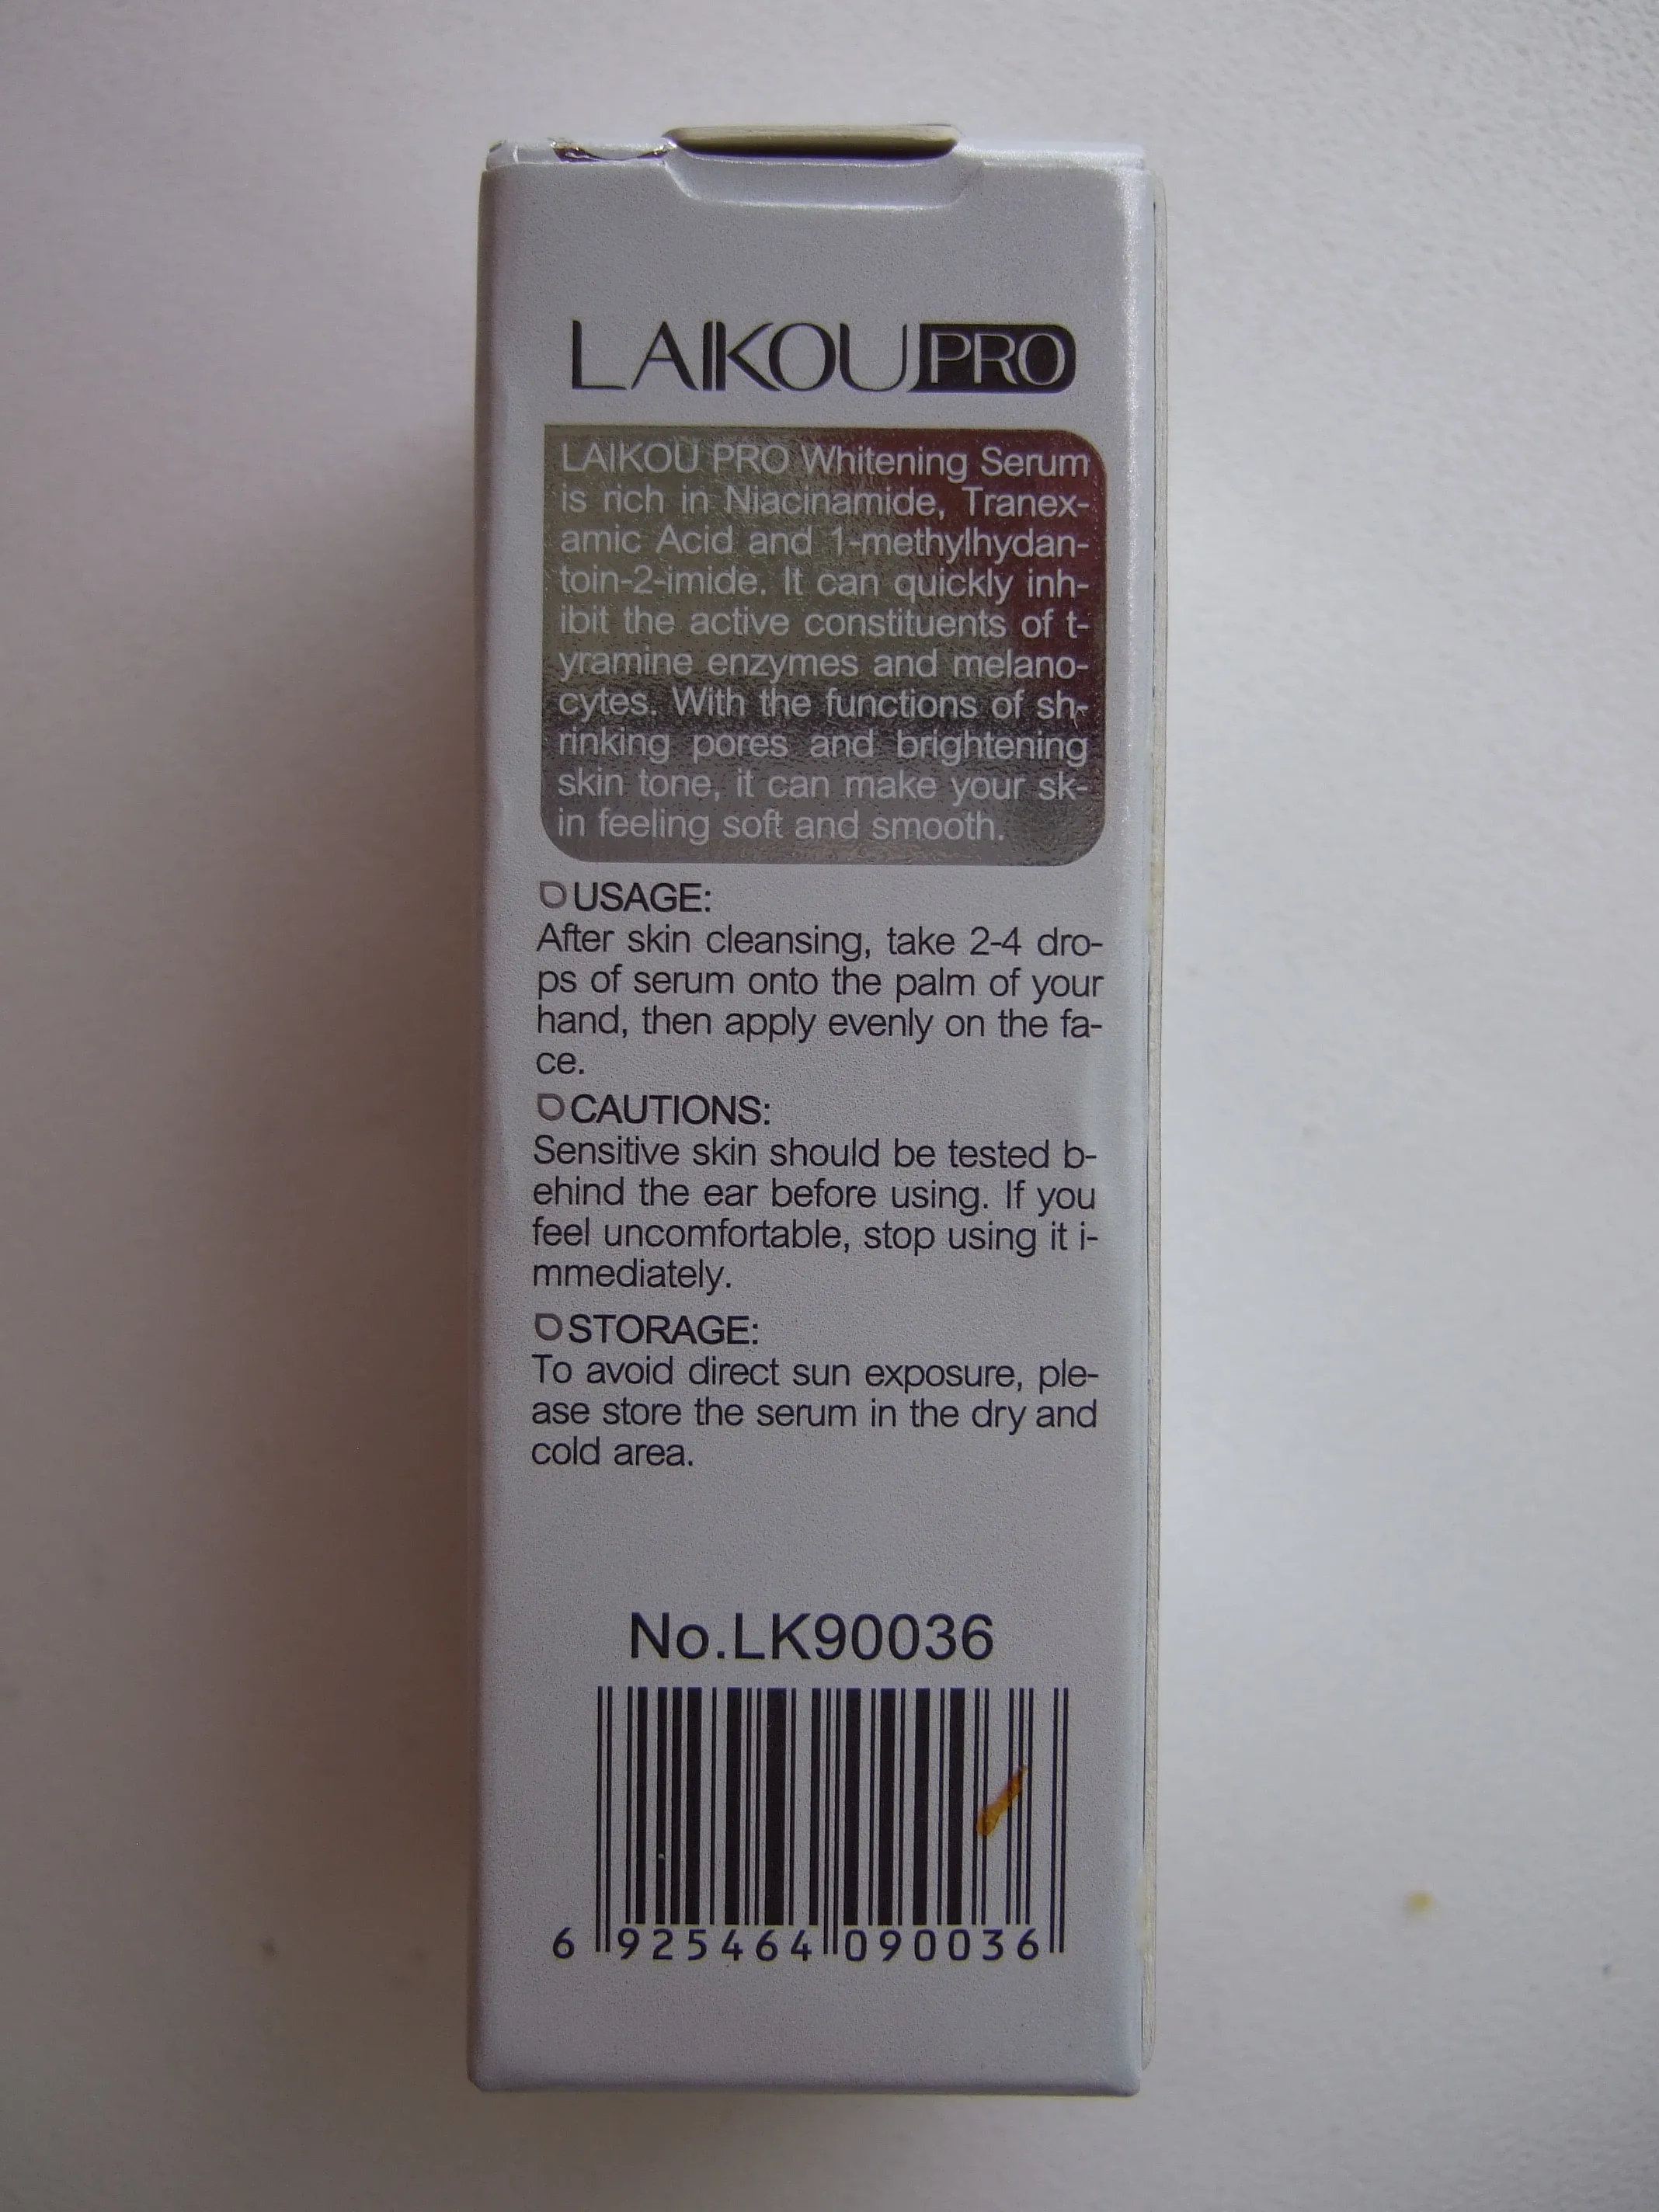 LAIKOU PRO
LAIKOU PRO Whitening Serum
is rich in Niacinamide, Tranex-
amic Acid and 1-methylhydan-
toin-2-imide. It can quickly inh-
ibit the active constituents of t-
yramine enzymes and melano-
cytes. With the functions of sh-
rinking pores and brightening
skin tone, it can make your sk-
in feeling soft and smooth.
USAGE:
After skin cleansing, take 2-4 dro-
ps of serum onto the palm of your
hand, then apply evenly on the fa-
ce.
CAUTIONS:
Sensitive skin should be tested b-
ehind the ear before using. If you
feel uncomfortable, stop using it i-
mmediately.
STORAGE:
To avoid direct sun exposure, ple-
ase store the serum in the dry and
cold area.
No.LK90036
6 925464 090036